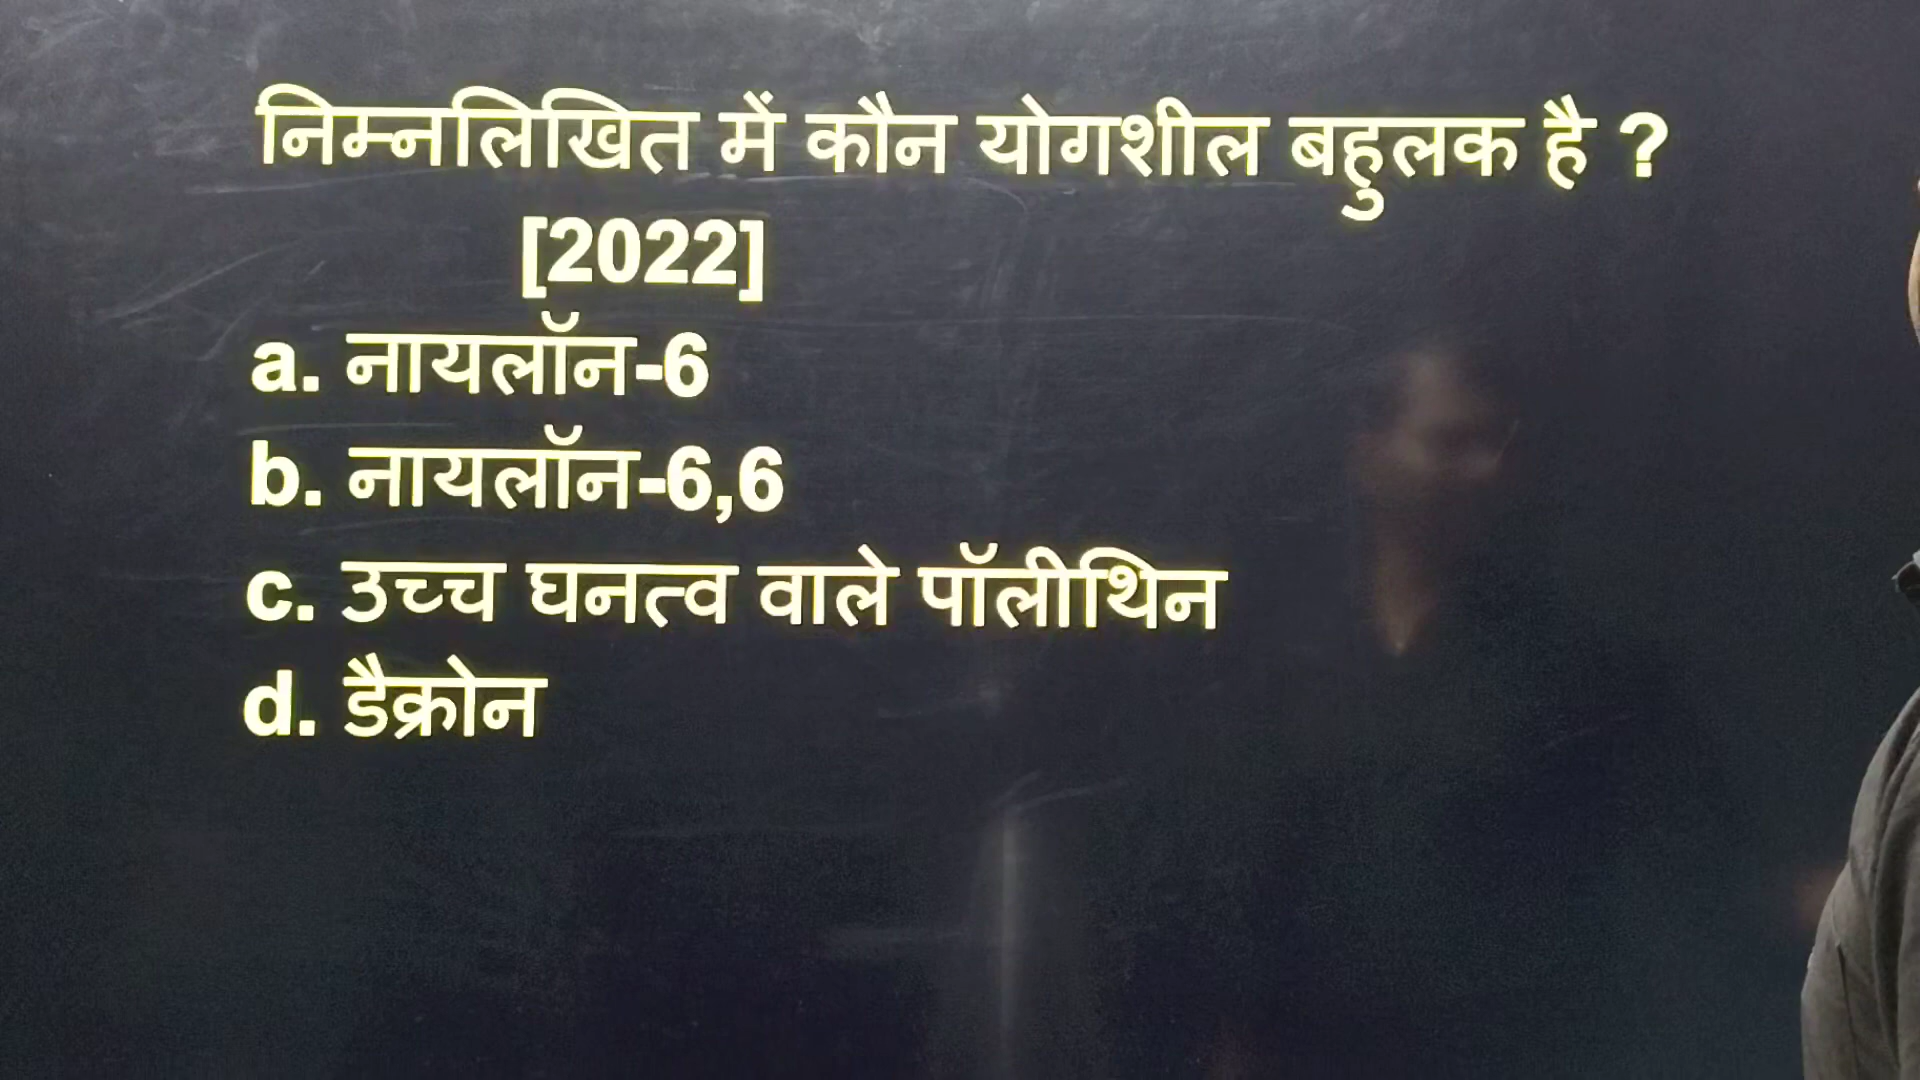 निम्नलिखित में कौन योगशील बहुलक है ?
[2022]
a. नायलॉन-6
b. नायलॉन-6,6
c. उच्च घनत्व वाले पॉलीथिन
d. डैक्रोन